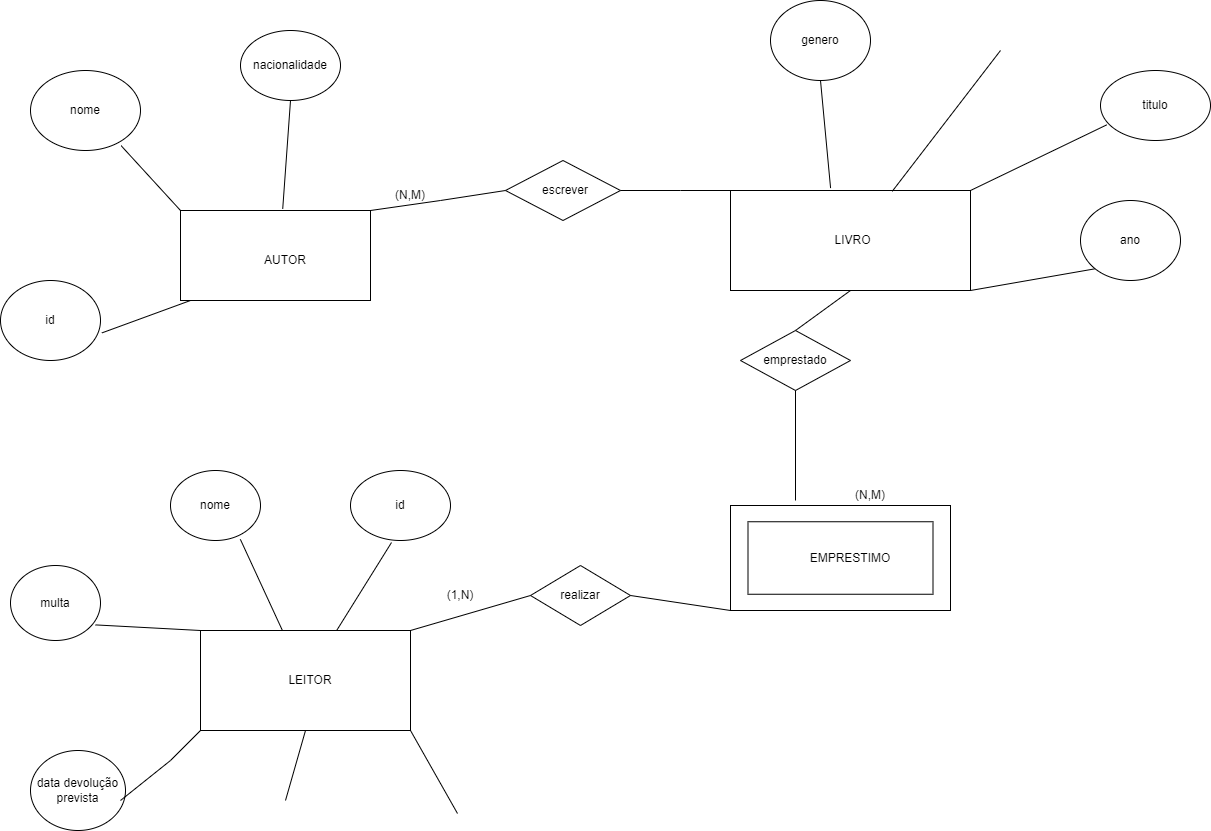 genero
nacionalidade
nome
titulo
(N,M)
escrever
LIVRO
ano
AUTOR
id
emprestado
nome
id
(N,M)
EMPRESTIMO
multa
(1,N)
realizar
LEITOR
data devolução
prevista